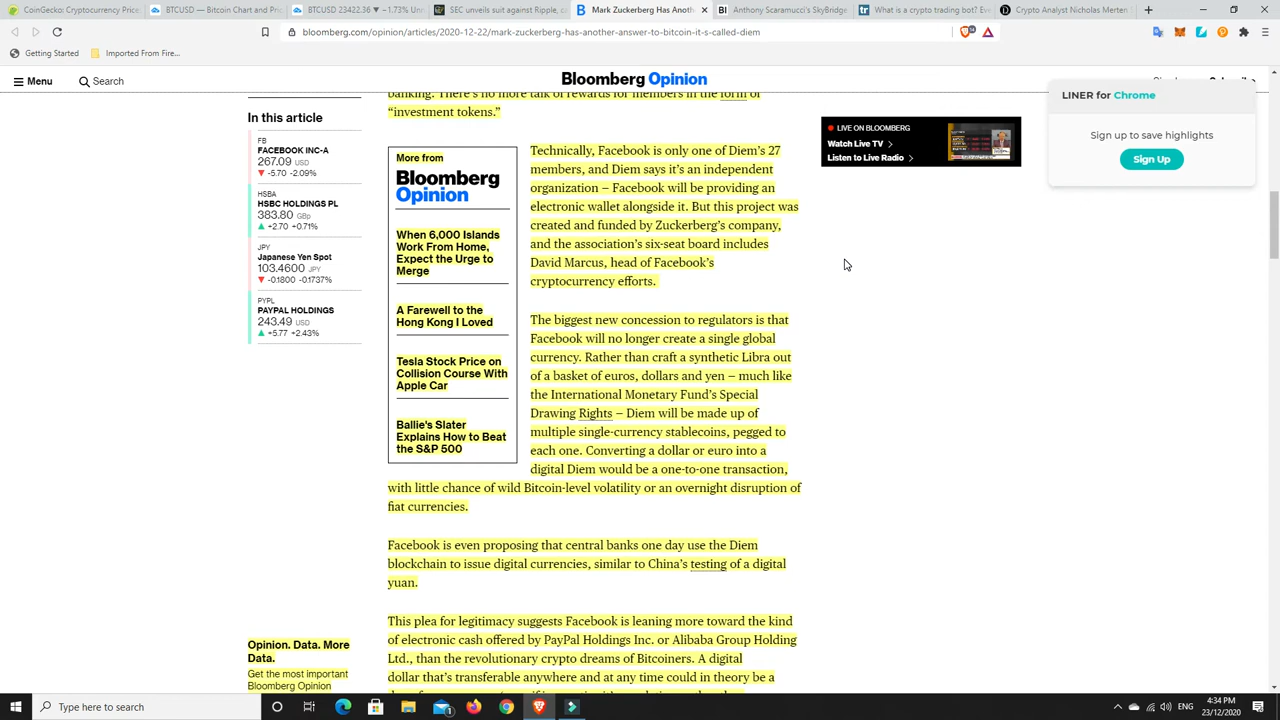 CoinGecko: Cryptocurrency Price
BTCUSD — Bitcoin Chart and Pric
BTCUSD 23422.36 ▼ −1.73% Un
SEC unveils suit against Ripple, c
Mark Zuckerberg Has Anoth
Anthony Scaramucci's SkyBridge
What is a crypto trading bot? Eve
Crypto Analyst Nicholas Merten
bloomberg.com/opinion/articles/2020-12-22/mark-zuckerberg-has-another-answer-to-bitcoin-it-s-called-diem
Getting Started
Imported From Fire...
Menu
Search
Bloomberg Opinion
LINER for Chrome
Sign up to save highlights
Sign Up
In this article
FB
FACEBOOK INC-A
267.09 USD
▼ -5.70 -2.09%
HSBA
HSBC HOLDINGS PL
383.80 GBp
▲ +2.70 +0.71%
JPY
Japanese Yen Spot
103.4600 JPY
▼ -0.1800 -0.1737%
PYPL
PAYPAL HOLDINGS
243.49 USD
▲ +5.77 +2.43%
banking. There's no more talk of rewards for members in the form of
“investment tokens.”
More from
Bloomberg
Opinion
When 6,000 Islands
Work From Home,
Expect the Urge to
Merge
A Farewell to the
Hong Kong I Loved
Tesla Stock Price on
Collision Course With
Apple Car
Ballie's Slater
Explains How to Beat
the S&P 500
Technically, Facebook is only one of Diem's 27
members, and Diem says it's an independent
organization — Facebook will be providing an
electronic wallet alongside it. But this project was
created and funded by Zuckerberg's company,
and the association's six-seat board includes
David Marcus, head of Facebook's
cryptocurrency efforts.
The biggest new concession to regulators is that
Facebook will no longer create a single global
currency. Rather than craft a synthetic Libra out
of a basket of euros, dollars and yen — much like
the International Monetary Fund's Special
Drawing Rights — Diem will be made up of
multiple single-currency stablecoins, pegged to
each one. Converting a dollar or euro into a
digital Diem would be a one-to-one transaction,
with little chance of wild Bitcoin-level volatility or an overnight disruption of
fiat currencies.
Facebook is even proposing that central banks one day use the Diem
blockchain to issue digital currencies, similar to China's testing of a digital
yuan.
This plea for legitimacy suggests Facebook is leaning more toward the kind
of electronic cash offered by PayPal Holdings Inc. or Alibaba Group Holding
Ltd., than the revolutionary crypto dreams of Bitcoiners. A digital
dollar that's transferable anywhere and at any time could in theory be a
LIVE ON BLOOMBERG
Watch Live TV
Listen to Live Radio
Opinion. Data. More
Data.
Get the most important
Bloomberg Opinion
Type here to search
ENG
4:34 PM
23/12/2020